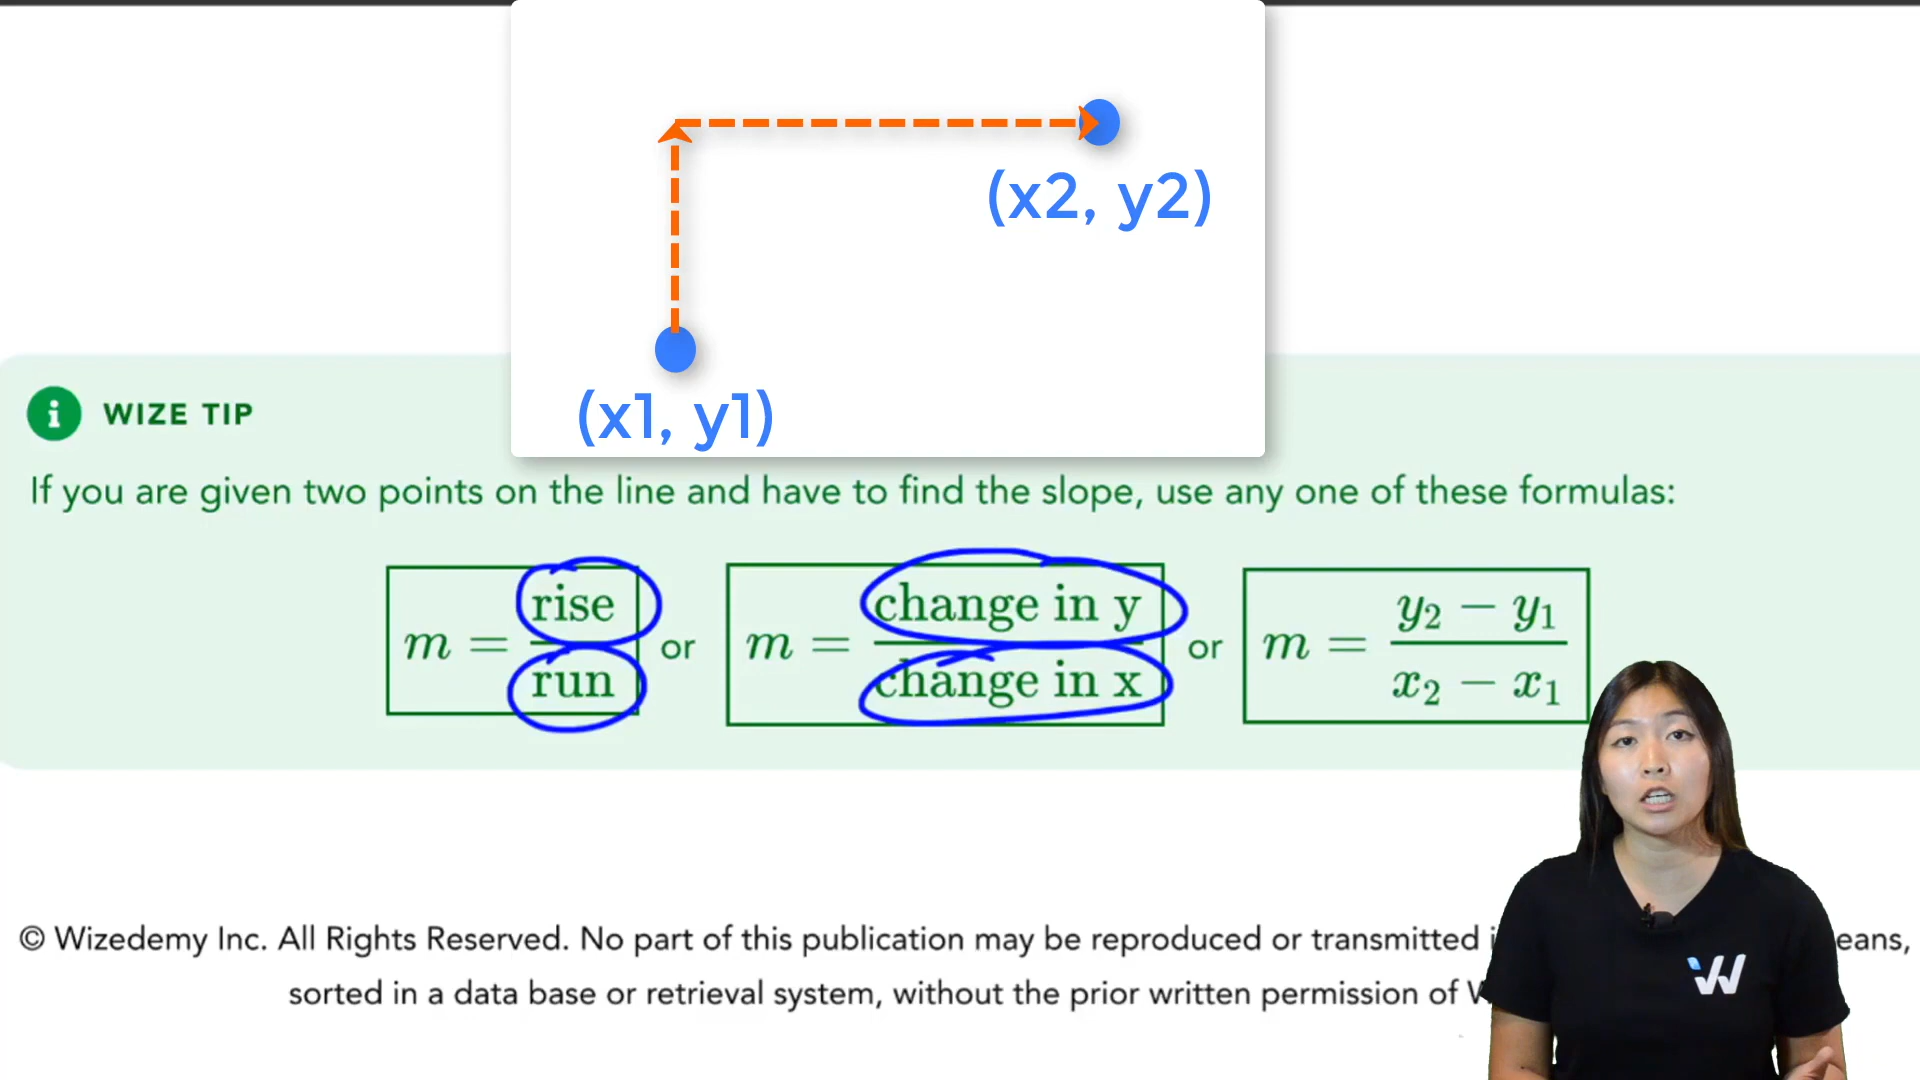 (x2, y2)
(x1, y1)
WIZE TIP
If you are given two points on the line and have to find the slope, use any one of these formulas:
m = rise / run or m = change in y / change in x or m = y₂ − y₁ / x₂ − x₁
© Wizedemy Inc. All Rights Reserved. No part of this publication may be reproduced or transmitted
sorted in a data base or retrieval system, without the prior written permission of
W